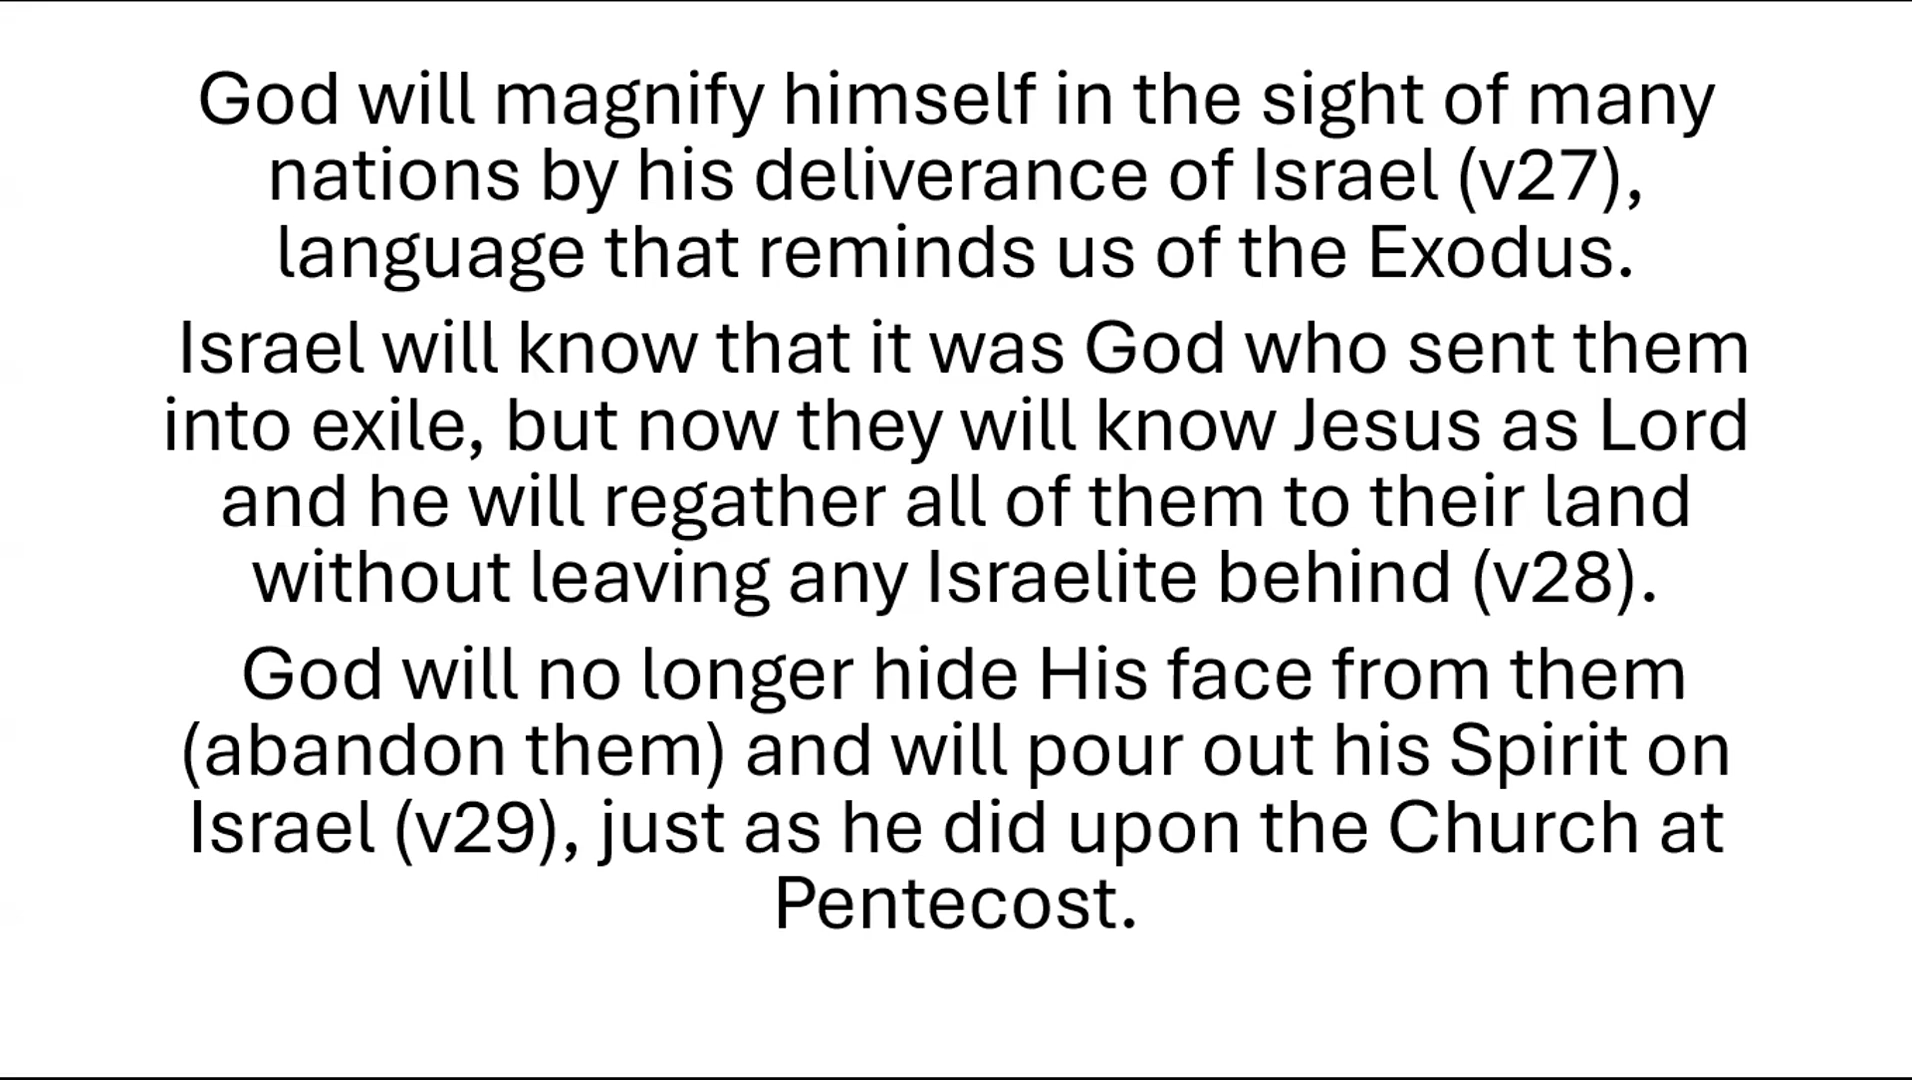 God will magnify himself in the sight of many
nations by his deliverance of Israel (v27),
language that reminds us of the Exodus.
Israel will know that it was God who sent them
into exile, but now they will know Jesus as Lord
and he will regather all of them to their land
without leaving any Israelite behind (v28).
God will no longer hide His face from them
(abandon them) and will pour out his Spirit on
Israel (v29), just as he did upon the Church at
Pentecost.